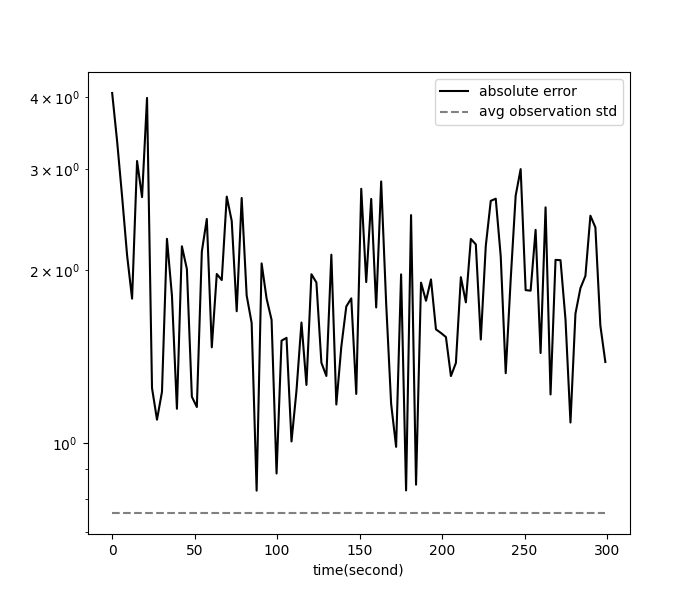 absolute error
avg observation std
4 × 10⁰
3 × 10⁰
2 × 10⁰
10⁰
0 50 100 150 200 250 300
time(second)